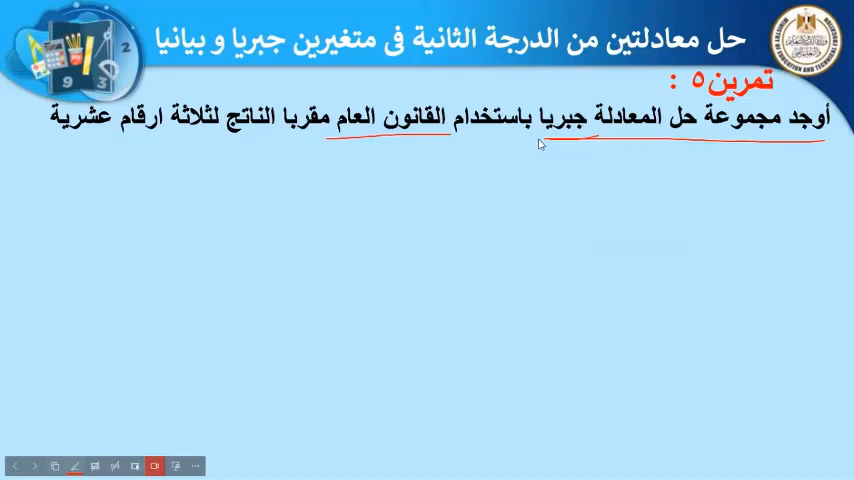 حل معادلتين من الدرجة الثانية فى متغيرين جبريا و بيانيا
تمرين٥ :
أوجد مجموعة حل المعادلة جبريا باستخدام القانون العام مقربا الناتج لثلاثة ارقام عشرية